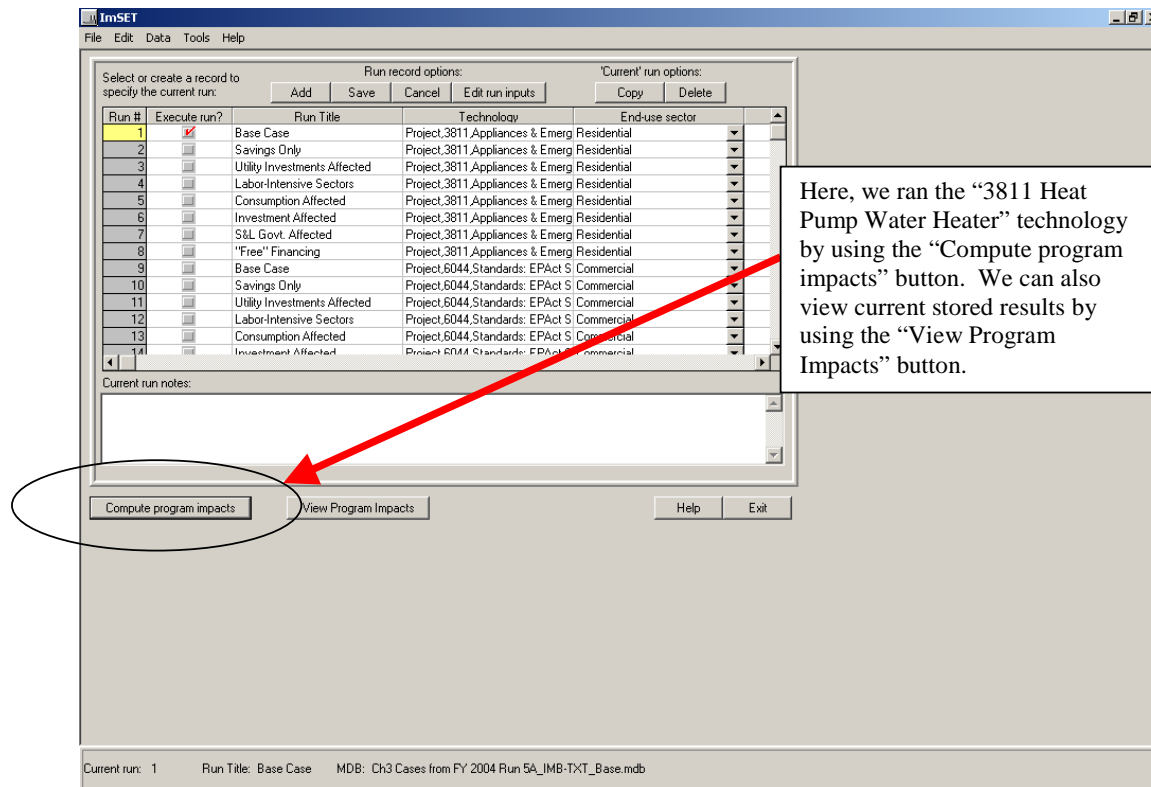 ImSET
File Edit Data Tools Help
Select or create a record to
specify the current run:
Run record options:
'Current' run options:
Add Save Cancel Edit run inputs Copy Delete
Run # Execute run? Run Title Technology End-use sector
1 Base Case Project,3811,Appliances & Emerg Residential
2 Savings Only Project,3811,Appliances & Emerg Residential
3 Utility Investments Affected Project,3811,Appliances & Emerg Residential
4 Labor-Intensive Sectors Project,3811,Appliances & Emerg Residential
5 Consumption Affected Project,3811,Appliances & Emerg Residential
6 Investment Affected Project,3811,Appliances & Emerg Residential
7 S&L Govt. Affected Project,3811,Appliances & Emerg Residential
8 "Free" Financing Project,3811,Appliances & Emerg Residential
9 Base Case Project,6044,Standards: EPAct S Commercial
10 Savings Only Project,6044,Standards: EPAct S Commercial
11 Utility Investments Affected Project,6044,Standards: EPAct S Commercial
12 Labor-Intensive Sectors Project,6044,Standards: EPAct S Commercial
13 Consumption Affected Project,6044,Standards: EPAct S Commercial
14 Investment Affected Project,6044,Standards: EPAct S Commercial
Current run notes:
Compute program impacts View Program Impacts Help Exit
Here, we ran the “3811 Heat
Pump Water Heater” technology
by using the “Compute program
impacts” button. We can also
view current stored results by
using the “View Program
Impacts” button.
Current run: 1 Run Title: Base Case MDB: Ch3 Cases from FY 2004 Run 5A_IMB-TXT_Base.mdb